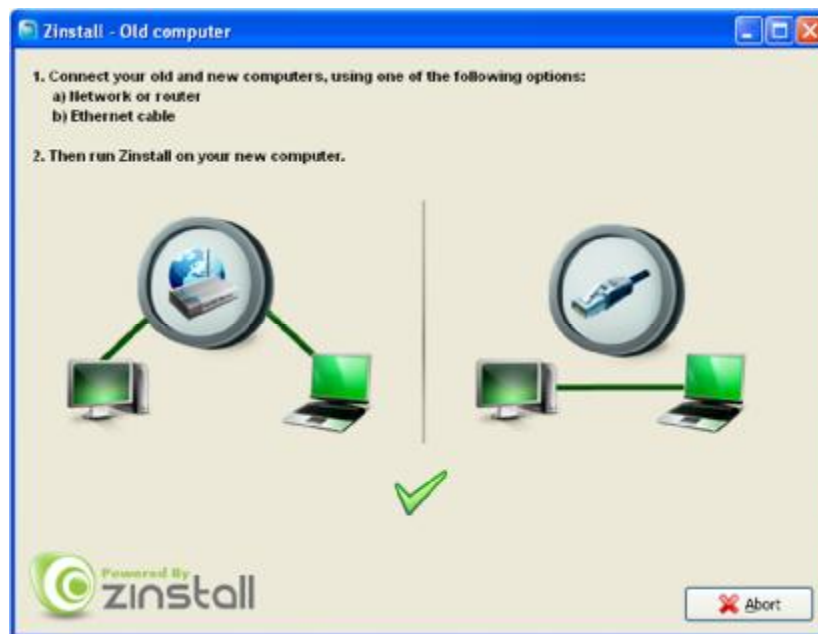 Zinstall - Old computer
1. Connect your old and new computers, using one of the following options:
a) Network or router
b) Ethernet cable
2. Then run Zinstall on your new computer.
Powered By
zinstall
Abort